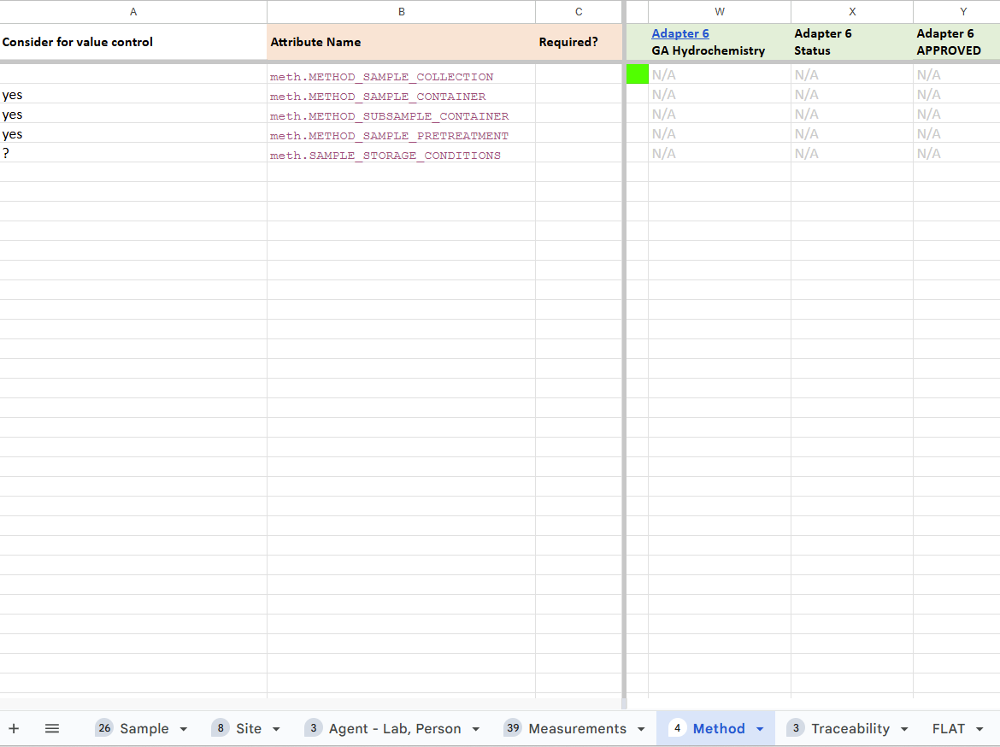 A B C W X Y
Consider for value control Attribute Name Required? Adapter 6 Adapter 6 Adapter 6
GA Hydrochemistry Status APPROVED
meth.METHOD_SAMPLE_COLLECTION N/A N/A N/A
yes meth.METHOD_SAMPLE_CONTAINER N/A N/A N/A
yes meth.METHOD_SUBSAMPLE_CONTAINER N/A N/A N/A
yes meth.METHOD_SAMPLE_PRETREATMENT N/A N/A N/A
? meth.SAMPLE_STORAGE_CONDITIONS N/A N/A N/A
26 Sample 8 Site 3 Agent - Lab, Person 39 Measurements 4 Method 3 Traceability FLAT